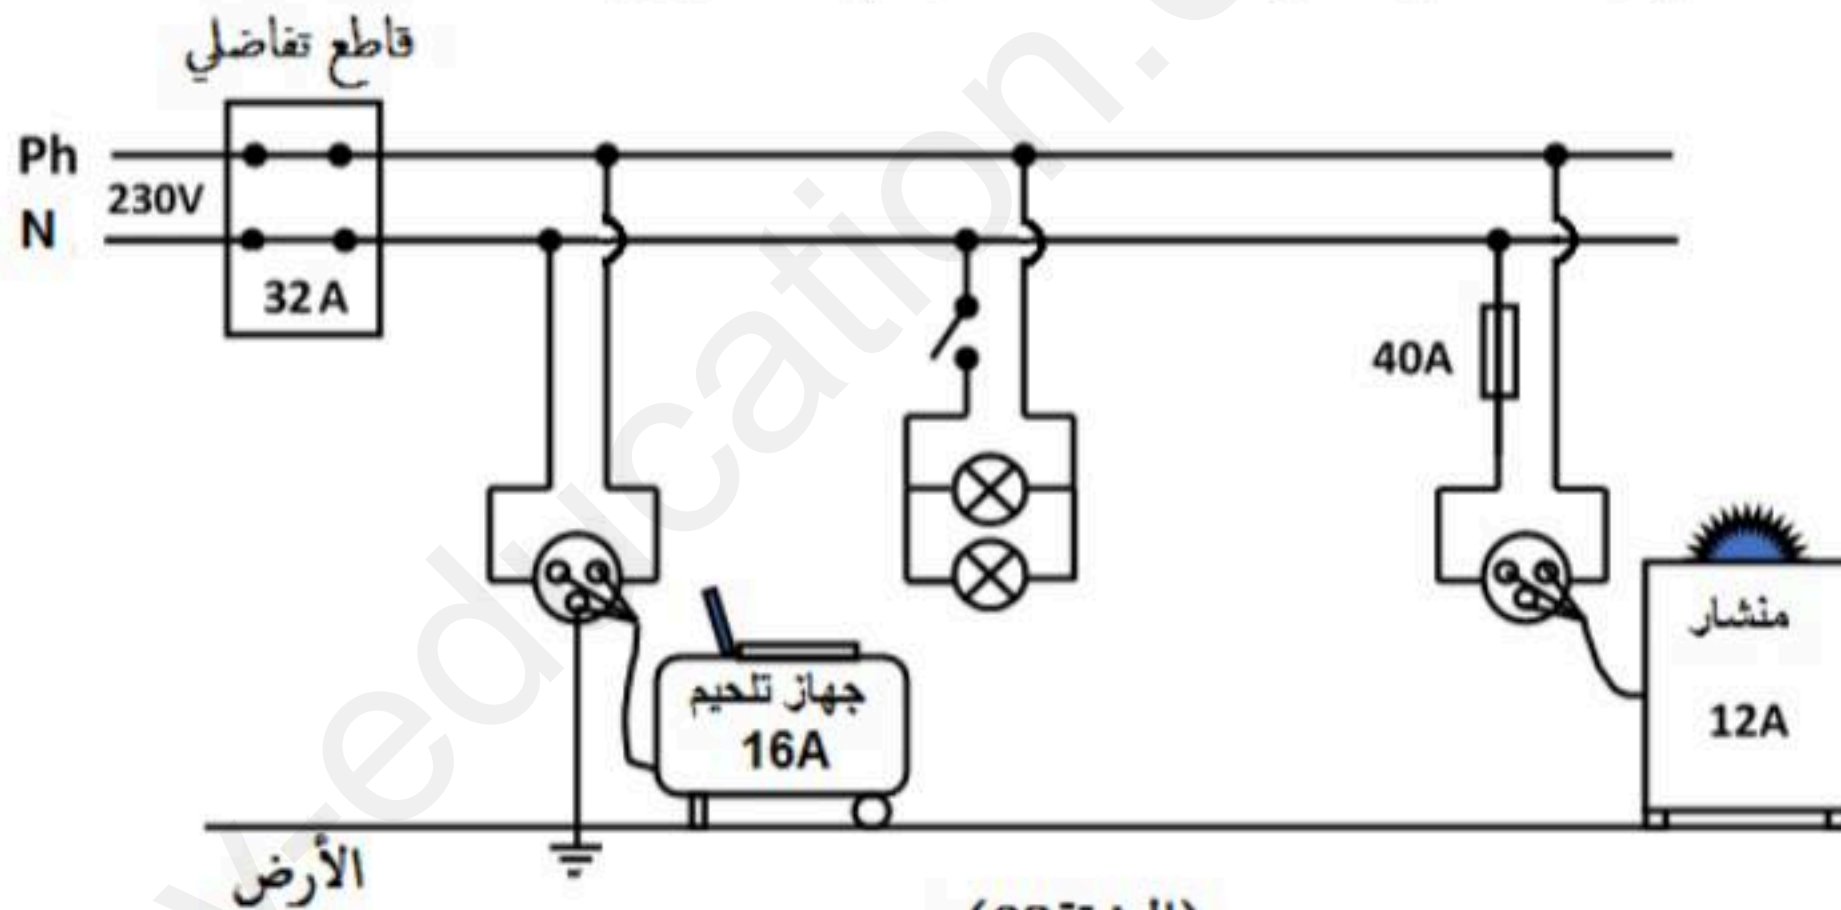 قاطع تفاضلي
Ph
230V
N
32 A
40A
منشار
12A
جهاز تلحيم
16A
الأرض